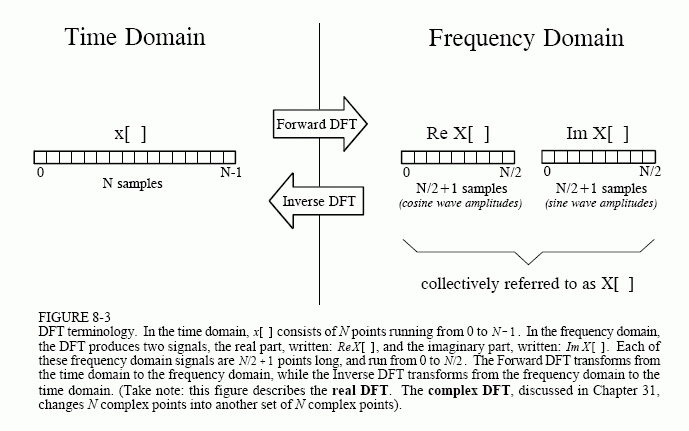 Time Domain
Frequency Domain
Forward DFT
x[ ]
Re X[ ]
Im X[ ]
0
N-1
0
N/2
0
N/2
N samples
N/2+1 samples
(cosine wave amplitudes)
N/2+1 samples
(sine wave amplitudes)
Inverse DFT
collectively referred to as X[ ]
FIGURE 8-3
DFT terminology. In the time domain, x[ ] consists of N points running from 0 to N-1. In the frequency domain,
the DFT produces two signals, the real part, written: ReX[ ], and the imaginary part, written: Im X[ ]. Each of
these frequency domain signals are N/2+1 points long, and run from 0 to N/2. The Forward DFT transforms from
the time domain to the frequency domain, while the Inverse DFT transforms from the frequency domain to the
time domain. (Take note: this figure describes the real DFT. The complex DFT, discussed in Chapter 31,
changes N complex points into another set of N complex points).